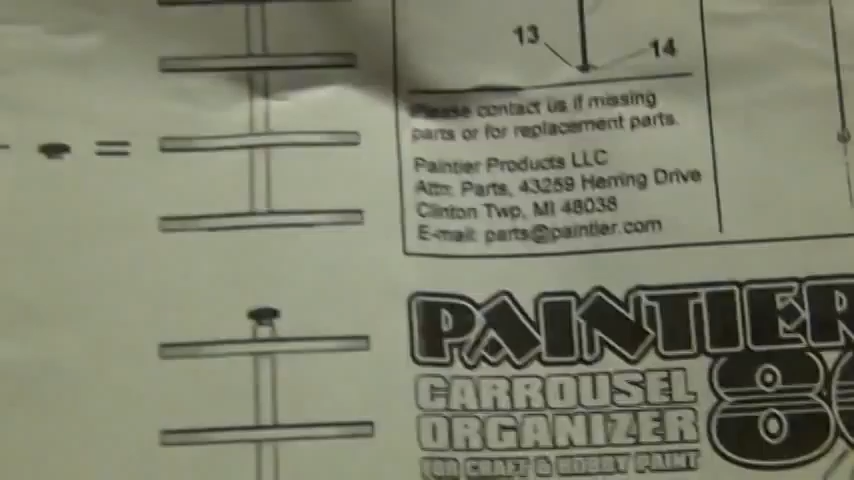 13
14
Please contact us if missing
parts or for replacement parts.
Paintier Products LLC
Attn: Parts, 43259 Herring Drive
Clinton Twp, MI 48038
E-mail: parts@paintier.com
PAINTIER
CARROUSEL
ORGANIZER
FOR CRAFT & HOBBY PAINT